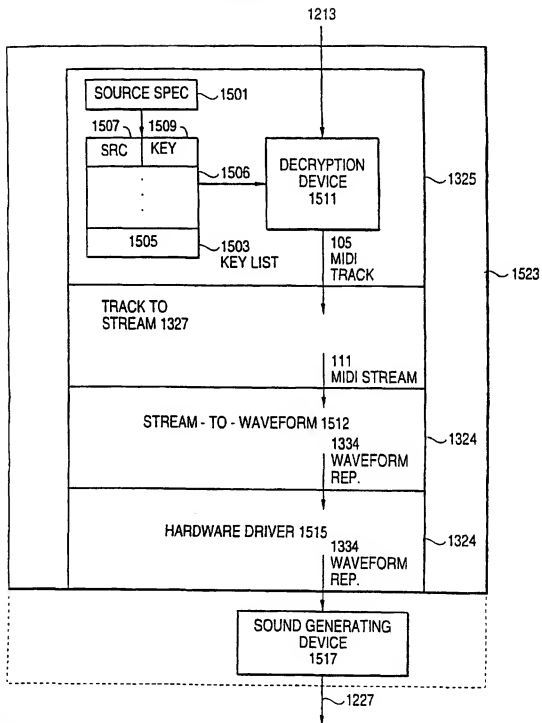 1213
SOURCE SPEC
1501
1507
1509
SRC
KEY
1506
DECRYPTION
DEVICE
1511
1325
1505
1503
KEY LIST
105
MIDI
TRACK
1523
TRACK TO
STREAM 1327
111
MIDI STREAM
STREAM - TO - WAVEFORM 1512
1334
WAVEFORM
REP.
1324
HARDWARE DRIVER 1515
1334
WAVEFORM
REP.
1324
SOUND GENERATING
DEVICE
1517
1227